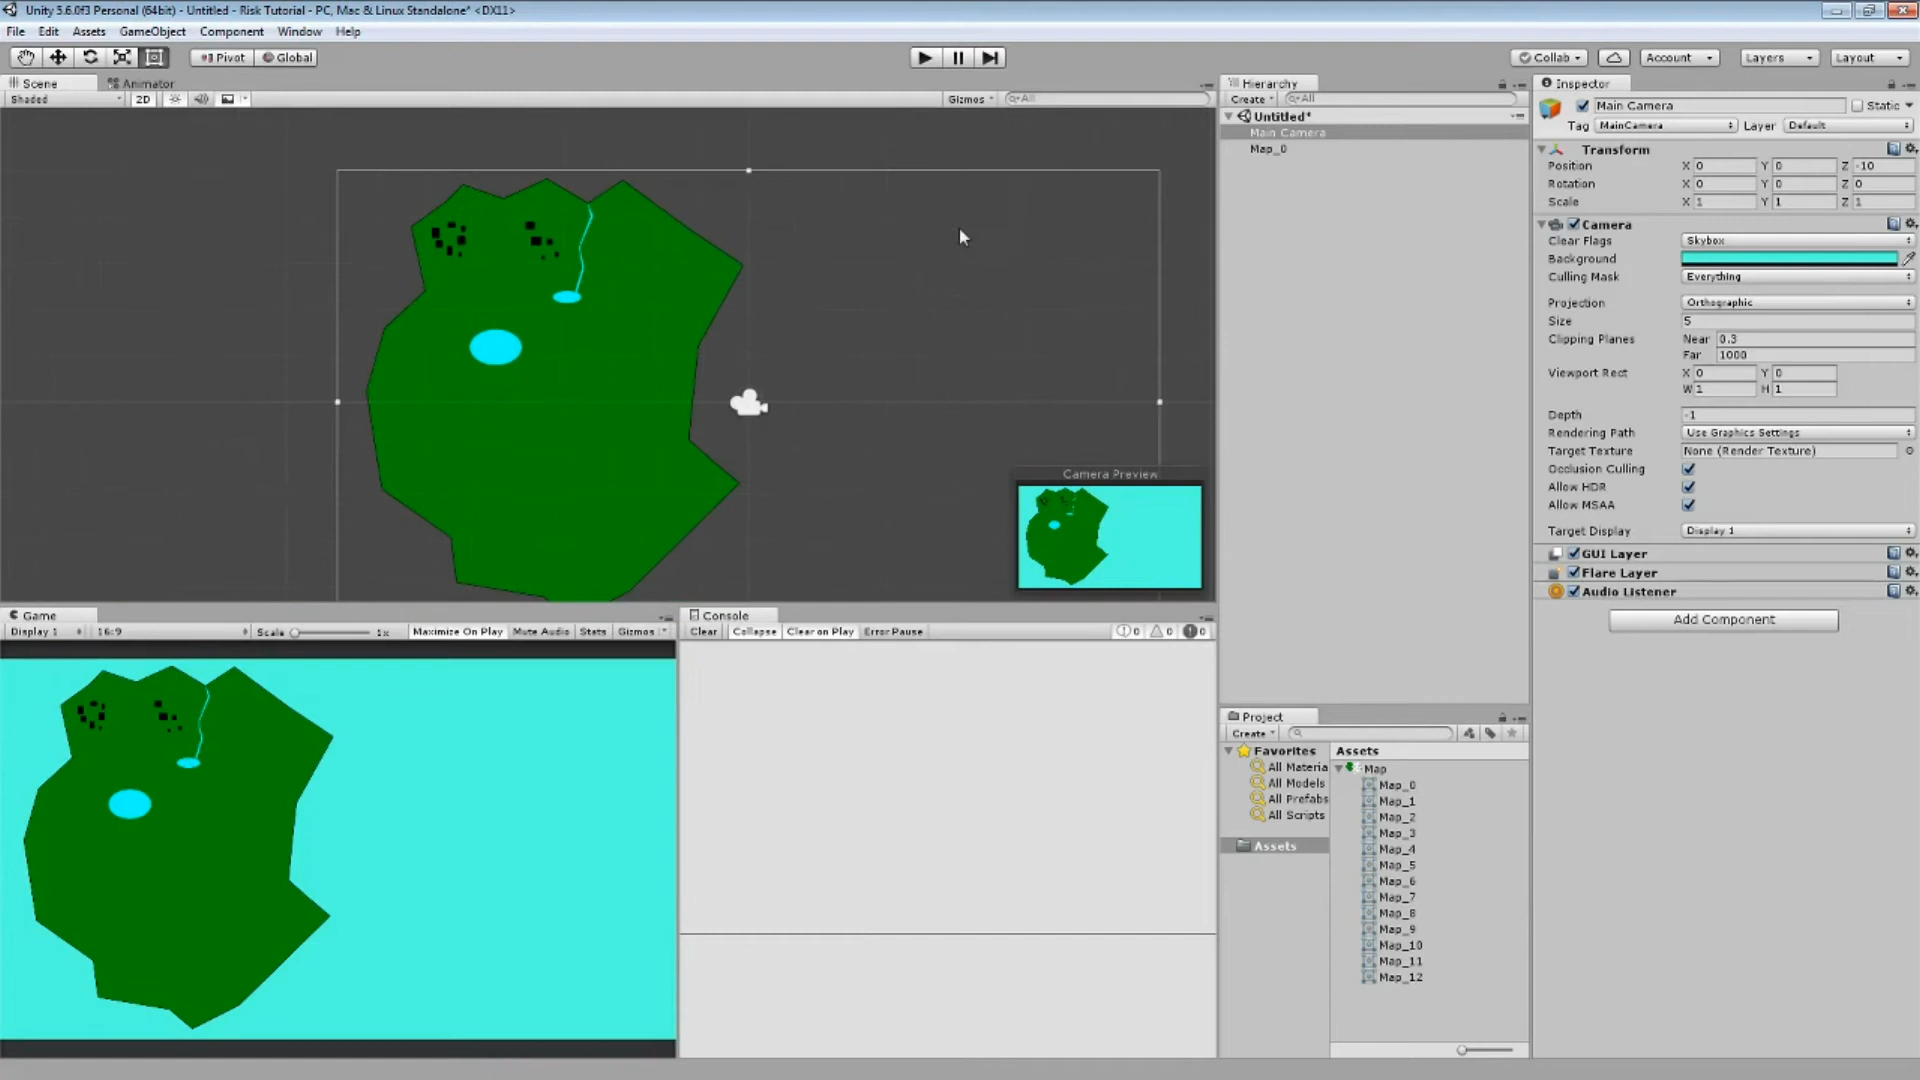 Unity 5.6.0f3 Personal (64bit) - Untitled - Risk Tutorial - PC, Mac & Linux Standalone* <DX11>
File Edit Assets GameObject Component Window Help
Pivot Global Collab Account Layers Layout
Scene Animator
Shaded 2D Gizmos All
Camera Preview
Game
Display 1 16:9 Scale 1x Maximize On Play Mute Audio Stats Gizmos
Console
Clear Collapse Clear on Play Error Pause 0 0 0
Hierarchy
Create All
Untitled*
Main Camera
Map_0
Project
Create
Favorites
All Materia
All Models
All Prefabs
All Scripts
Assets
Assets
Map
Map_0
Map_1
Map_2
Map_3
Map_4
Map_5
Map_6
Map_7
Map_8
Map_9
Map_10
Map_11
Map_12
Inspector
Main Camera Static
Tag MainCamera Layer Default
Transform
Position X 0 Y 0 Z -10
Rotation X 0 Y 0 Z 0
Scale X 1 Y 1 Z 1
Camera
Clear Flags Skybox
Background
Culling Mask Everything
Projection Orthographic
Size 5
Clipping Planes Near 0.3
Far 1000
Viewport Rect X 0 Y 0
W 1 H 1
Depth -1
Rendering Path Use Graphics Settings
Target Texture None (Render Texture)
Occlusion Culling
Allow HDR
Allow MSAA
Target Display Display 1
GUI Layer
Flare Layer
Audio Listener
Add Component